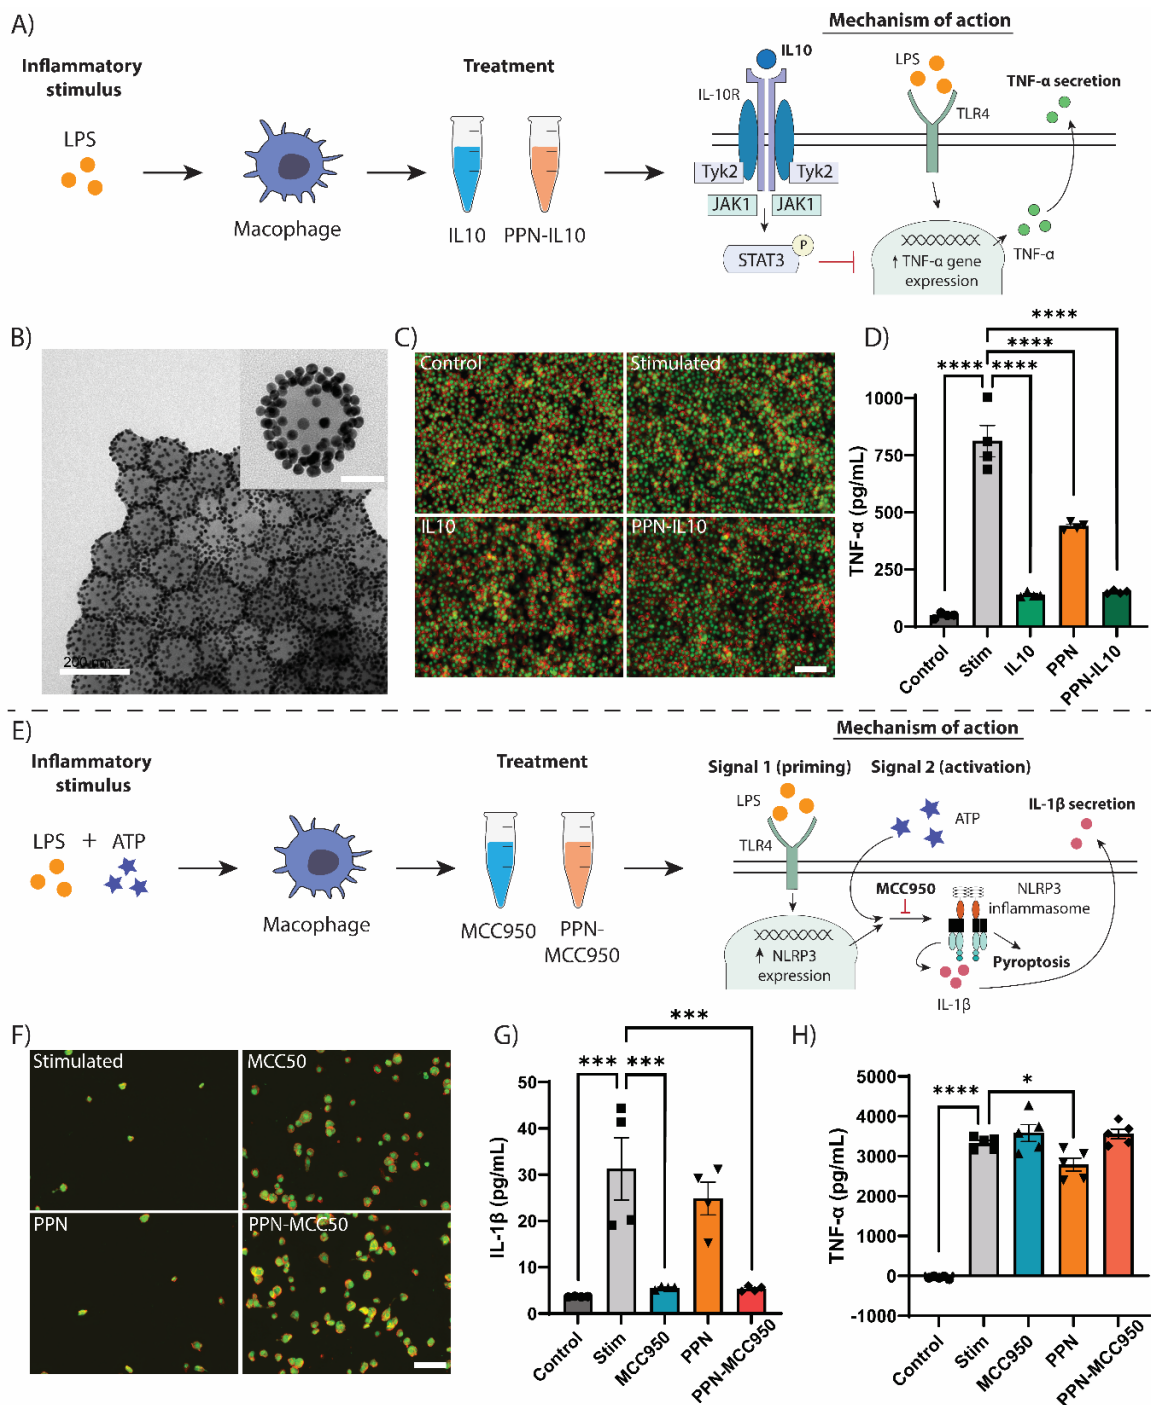 A)
Inflammatory
stimulus
LPS
Macophage
Treatment
IL10
PPN-IL10
Mechanism of action
IL10
IL-10R
LPS
TLR4
TNF-α secretion
Tyk2
Tyk2
JAK1
JAK1
STAT3
P
↑ TNF-α gene
expression
TNF-α
B)
200 nm
C)
Control
Stimulated
IL10
PPN-IL10
D)
****
****
**** ****
TNF-α (pg/mL)
1000
750
500
250
0
Control
Stim
IL10
PPN
PPN-IL10
E)
Inflammatory
stimulus
LPS + ATP
Macophage
Treatment
MCC950
PPN-
MCC950
Mechanism of action
Signal 1 (priming)
Signal 2 (activation)
LPS
TLR4
ATP
IL-1β secretion
MCC950
NLRP3
inflammasome
↑ NLRP3
expression
Pyroptosis
IL-1β
F)
Stimulated
MCC50
PPN
PPN-MCC50
G)
***
*** ***
IL-1β (pg/mL)
50
40
30
20
10
0
Control
Stim
MCC950
PPN
PPN-MCC950
H)
**** *
TNF-α (pg/mL)
5000
4000
3000
2000
1000
0
-1000
Control
Stim
MCC950
PPN
PPN-MCC950